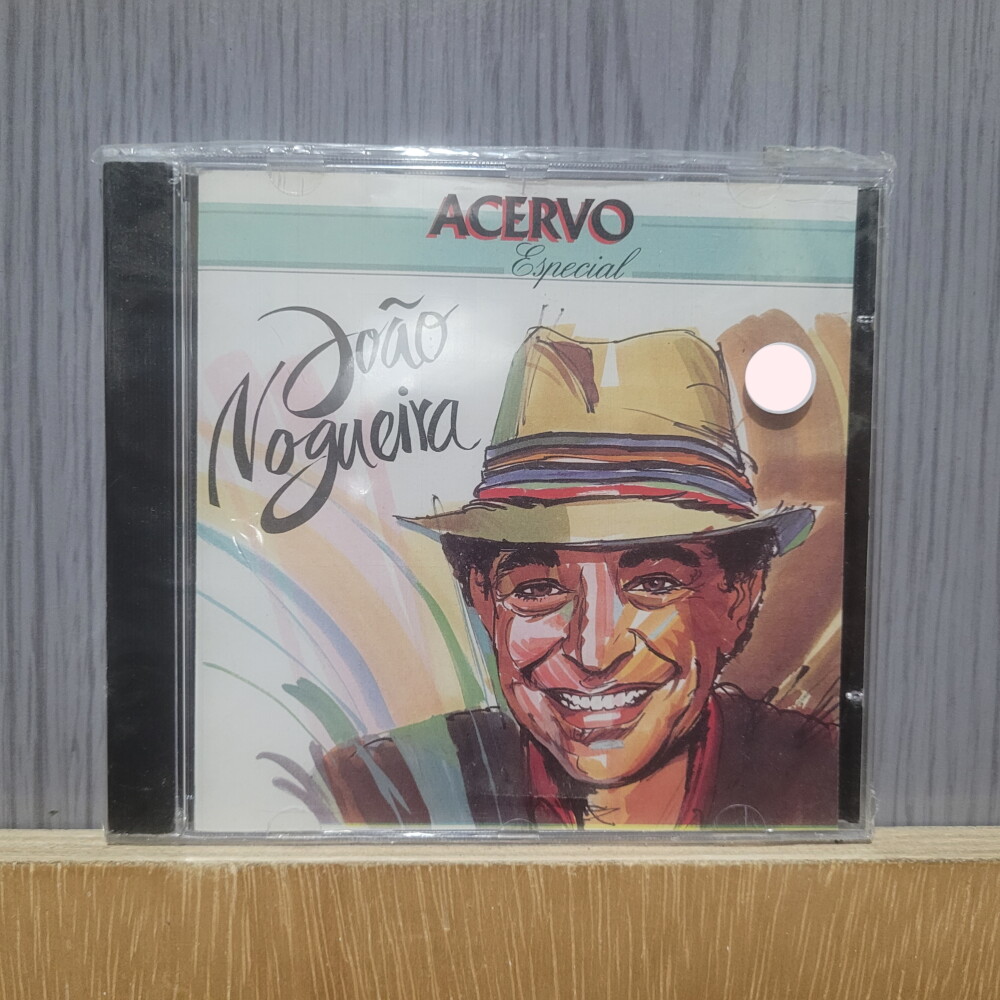 ACERVO
Especial
João
Nogueira